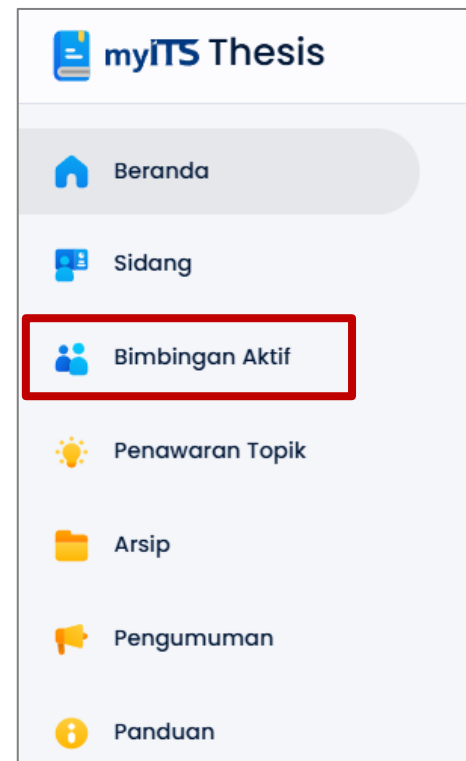 myITS Thesis
Beranda
Sidang
Bimbingan Aktif
Penawaran Topik
Arsip
Pengumuman
Panduan